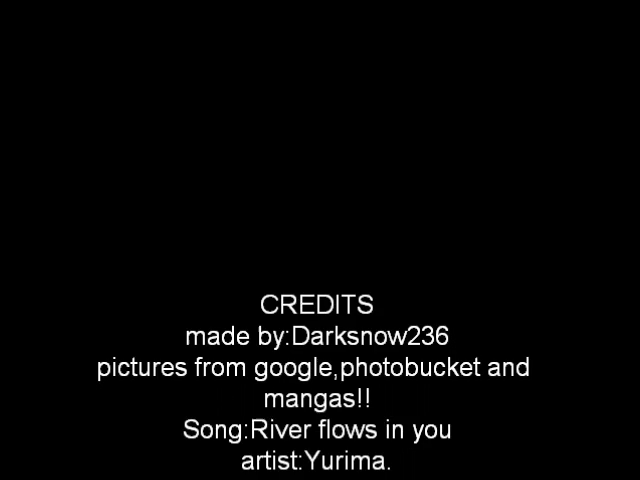 CREDITS
made by:Darksnow236
pictures from google,photobucket and
mangas!!
Song:River flows in you
artist:Yurima.